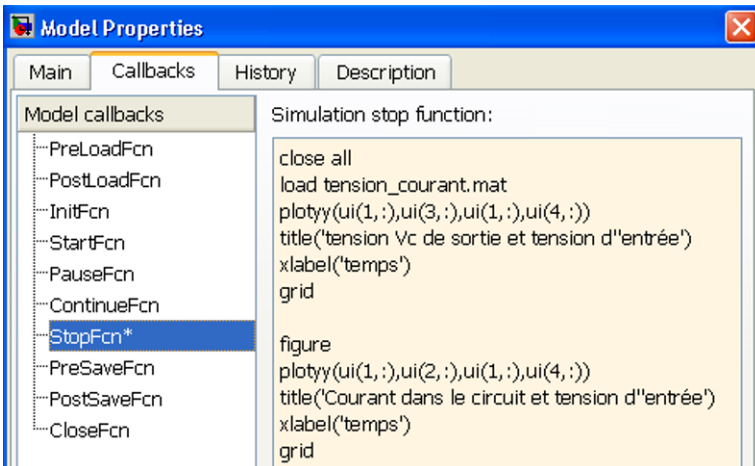 Model Properties
Main Callbacks History Description
Model callbacks
PreLoadFcn
PostLoadFcn
InitFcn
StartFcn
PauseFcn
ContinueFcn
StopFcn*
PreSaveFcn
PostSaveFcn
CloseFcn
Simulation stop function:
close all
load tension_courant.mat
plotyy(ui(1,:),ui(3,:),ui(1,:),ui(4,:))
title('tension Vc de sortie et tension d''entrée')
xlabel('temps')
grid
figure
plotyy(ui(1,:),ui(2,:),ui(1,:),ui(4,:))
title('Courant dans le circuit et tension d''entrée')
xlabel('temps')
grid